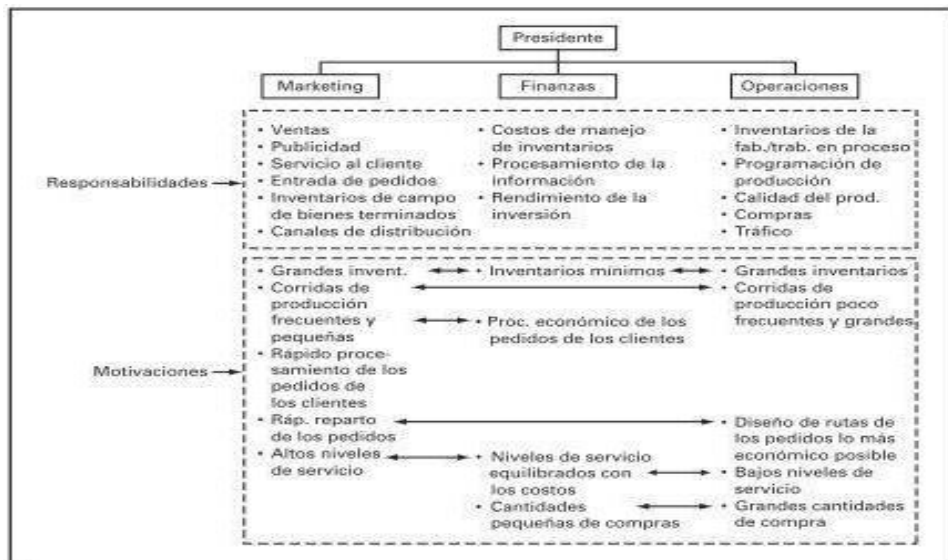 Presidente
Marketing
Finanzas
Operaciones
Responsabilidades
• Ventas
• Publicidad
• Servicio al cliente
• Entrada de pedidos
• Inventarios de campo
de bienes terminados
• Canales de distribución
• Costos de manejo
de inventarios
• Procesamiento de la
información
• Rendimiento de la
inversión
• Inventarios de la
fab./trab. en proceso
• Programación de
producción
• Calidad del prod.
• Compras
• Tráfico
Motivaciones
• Grandes invent.
• Corridas de
producción
frecuentes y
pequeñas
• Rápido proce-
samiento de los
pedidos de
los clientes
• Ráp. reparto
de los pedidos
• Altos niveles
de servicio
• Inventarios mínimos
• Proc. económico de los
pedidos de los clientes
• Niveles de servicio
equilibrados con
los costos
• Cantidades
pequeñas de compras
• Grandes inventarios
• Corridas de
producción poco
frecuentes y grandes
• Diseño de rutas de
los pedidos lo más
económico posible
• Bajos niveles de
servicio
• Grandes cantidades
de compra